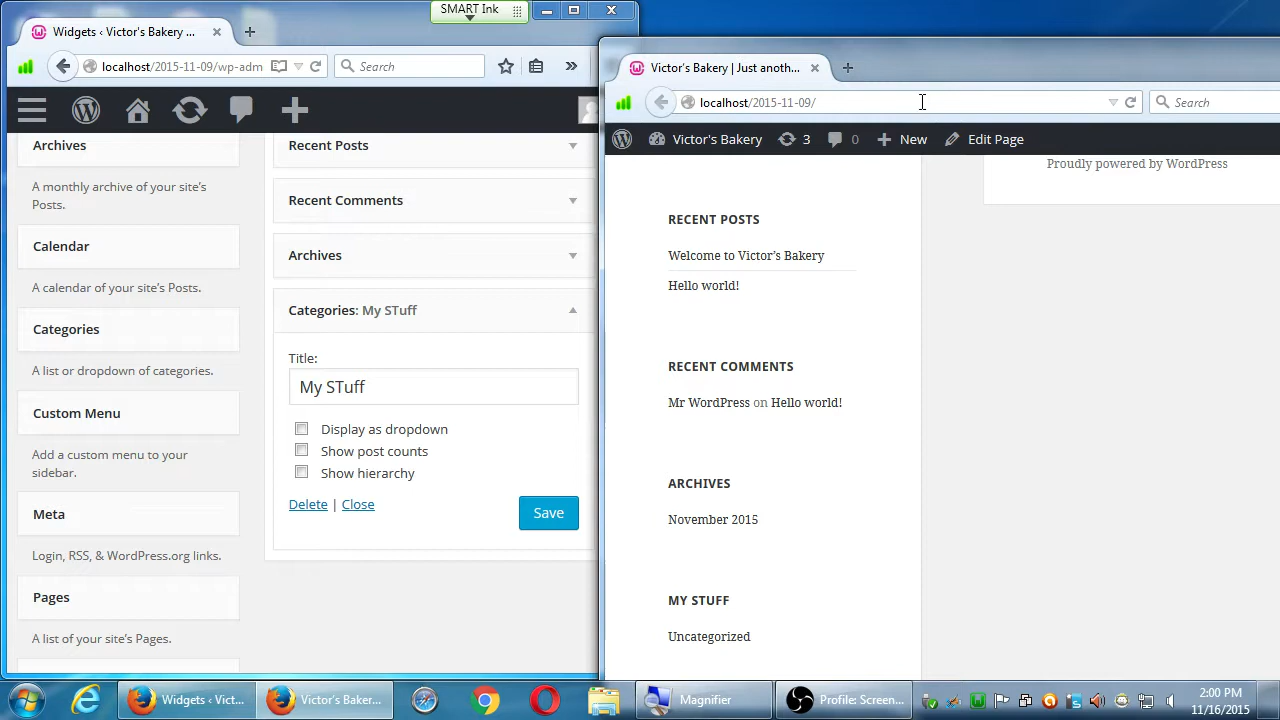 SMART Ink
Widgets ‹ Victor's Bakery ...
localhost/2015-11-09/wp-adm
Search
Archives
A monthly archive of your site's
Posts.
Calendar
A calendar of your site's Posts.
Categories
A list or dropdown of categories.
Custom Menu
Add a custom menu to your
sidebar.
Meta
Login, RSS, & WordPress.org links.
Pages
A list of your site's Pages.
Recent Posts
Recent Comments
Archives
Categories: My STuff
Title:
My STuff
Display as dropdown
Show post counts
Show hierarchy
Delete | Close
Save
Victor's Bakery | Just anoth...
localhost/2015-11-09/
Search
Victor's Bakery
3
0
New
Edit Page
Proudly powered by WordPress
RECENT POSTS
Welcome to Victor's Bakery
Hello world!
RECENT COMMENTS
Mr WordPress on Hello world!
ARCHIVES
November 2015
MY STUFF
Uncategorized
Widgets ‹ Vict...
Victor's Baker...
Magnifier
Profile: Screen...
2:00 PM
11/16/2015